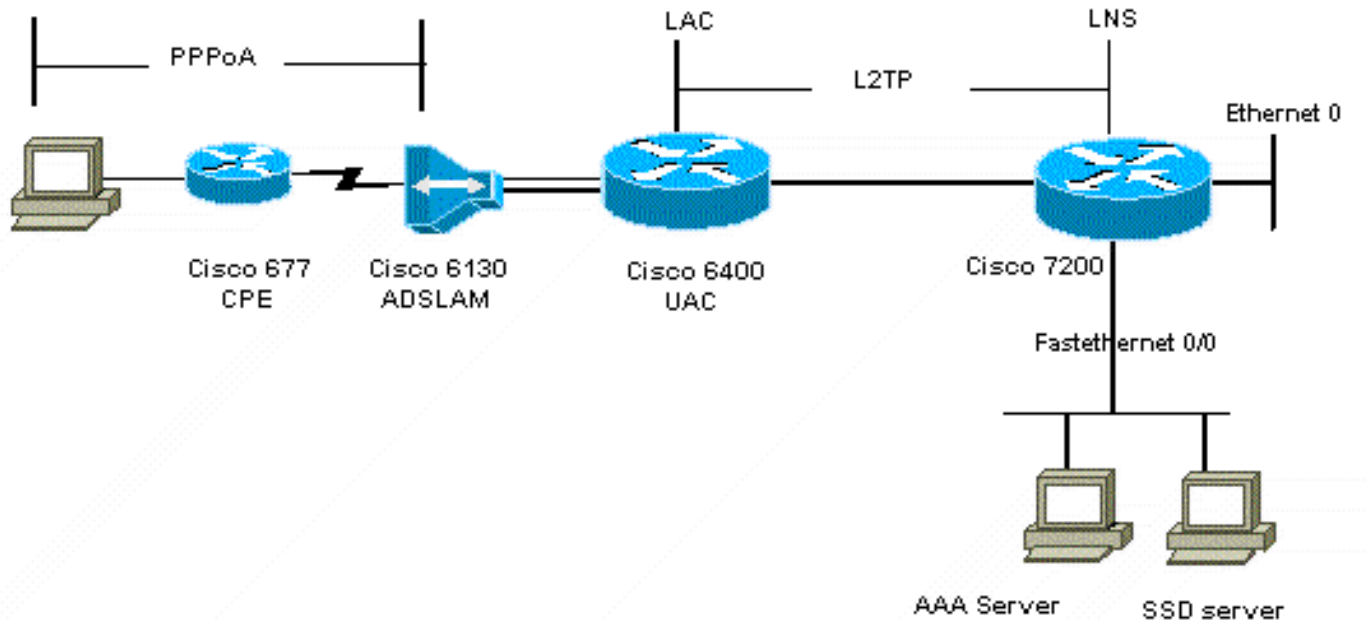 LAC
LNS
PPPoA
L2TP
Ethernet 0
Cisco 677
CPE
Cisco 6130
ADSLAM
Cisco 6400
UAC
Cisco 7200
Fastethernet 0/0
AAA Server
SSD server